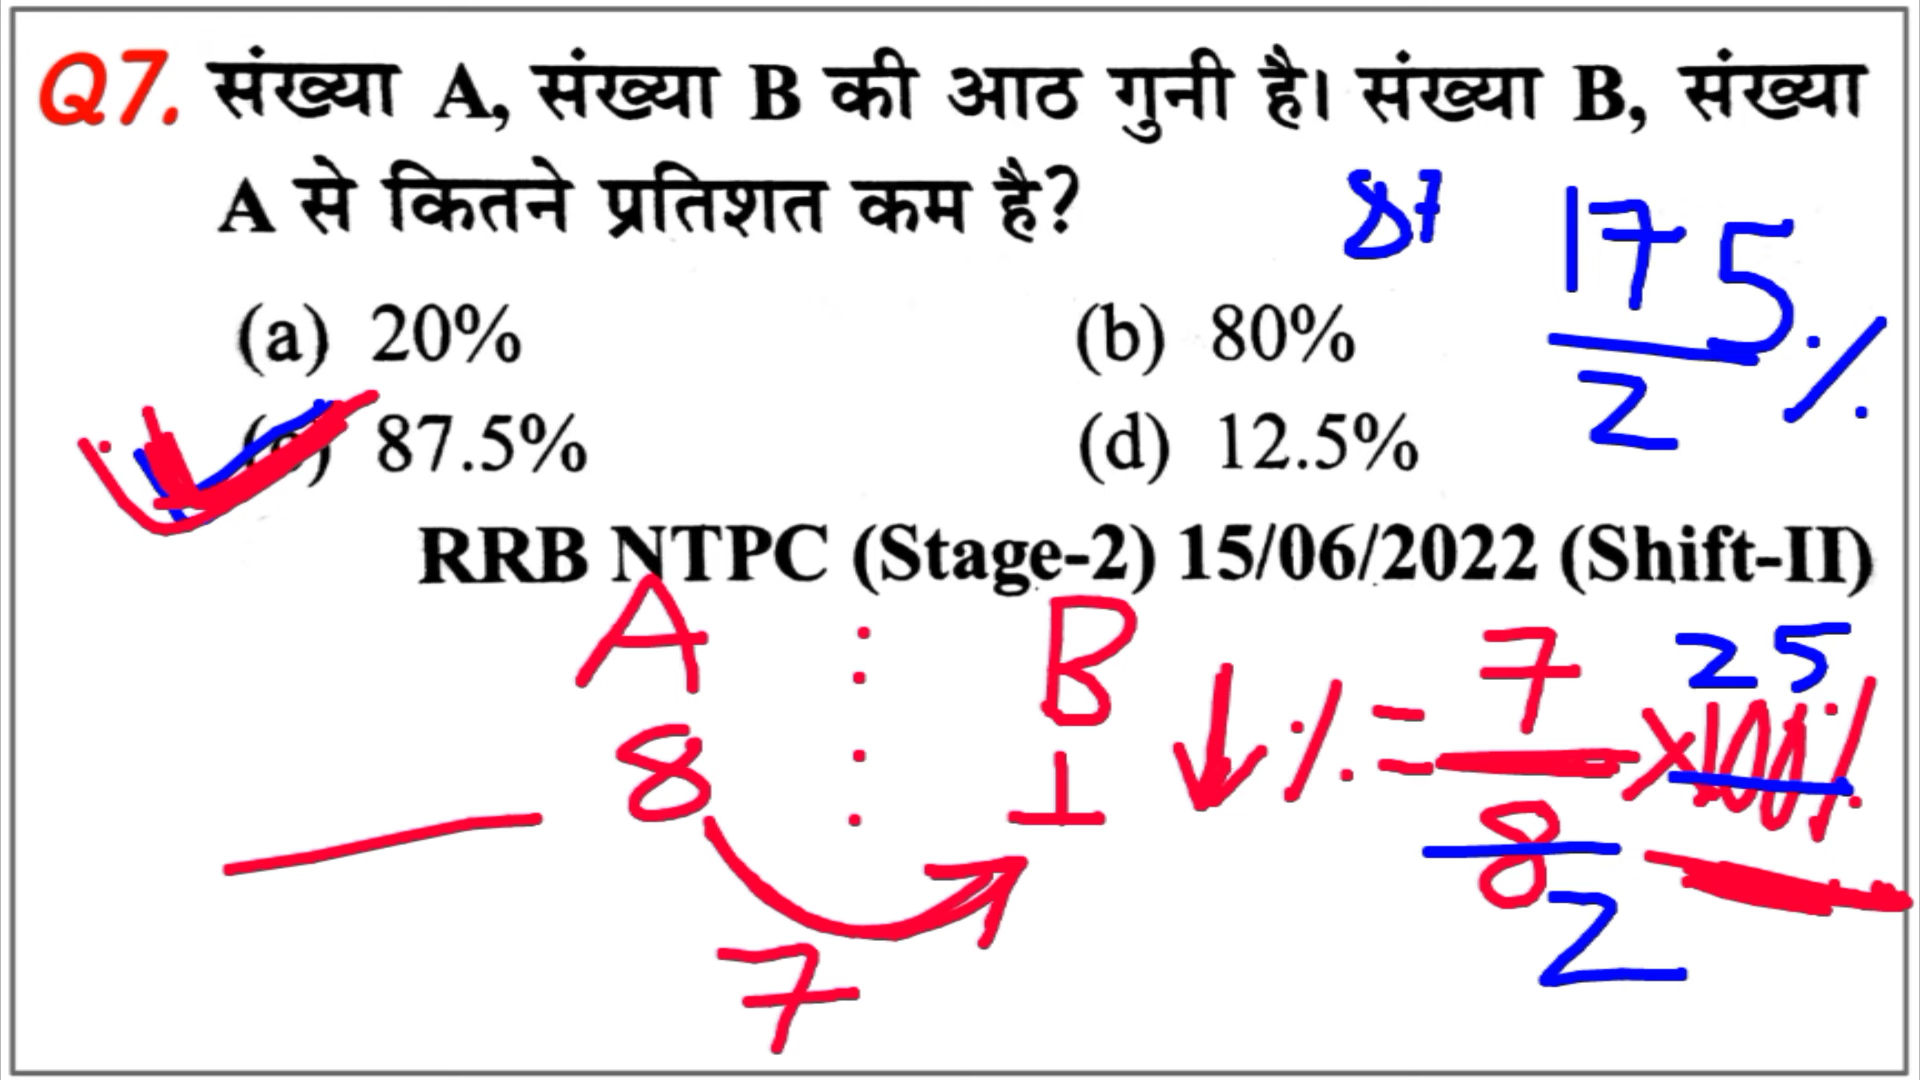 Q7. संख्या A, संख्या B की आठ गुनी है। संख्या B, संख्या
A से कितने प्रतिशत कम है?
87
175
2
%
(a) 20%
(b) 80%
(c) 87.5%
(d) 12.5%
RRB NTPC (Stage-2) 15/06/2022 (Shift-II)
A : B
8 : 1
7
↓ % = 7/8 × 100%
25
2